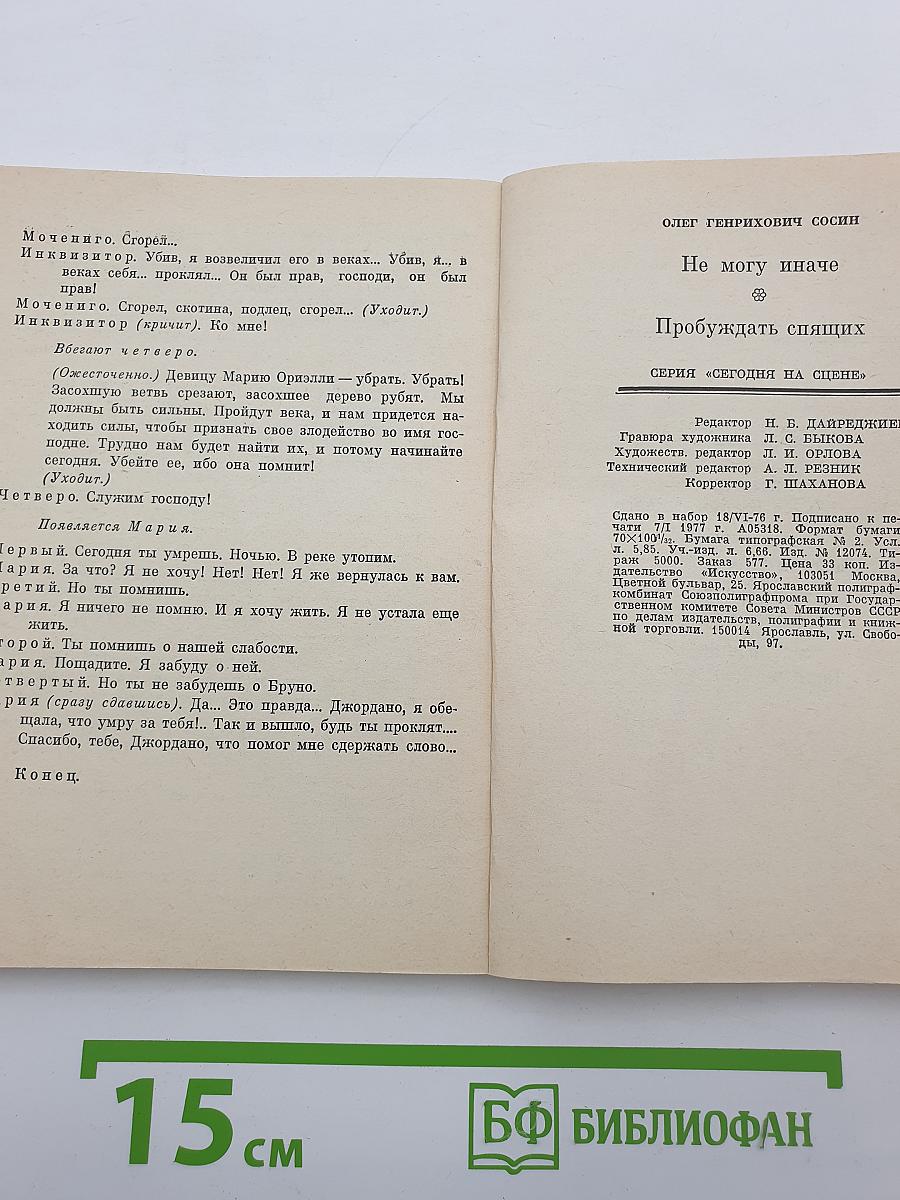 Мочениго. Сгорел...
Инквизитор. Убив, я возвеличил его в веках... Убив, я... в
веках себя... проклял... Он был прав, господи, он был
прав!
Мочениго. Сгорел, скотина, подлец, сгорел... (Уходит.)
Инквизитор (кричит). Ко мне!
Вбегают четверо.
(Ожесточенно.) Девицу Марию Ориэлли — убрать. Убрать!
Засохшую ветвь срезают, засохшее дерево рубят. Мы
должны быть сильны. Пройдут века, и нам придется на-
ходить силы, чтобы признать свое злодейство во имя гос-
подне. Трудно нам будет найти их, и потому начинайте
сегодня. Убейте ее, ибо она помнит!
(Уходит.)
Четверо. Служим господу!
Появляется Мария.
Первый. Сегодня ты умрешь. Ночью. В реке утопим.
Мария. За что? Я не хочу! Нет! Нет! Я же вернулась к вам.
ретий. Но ты помнишь.
ария. Я ничего не помню. И я хочу жить. Я не устала еще
жить.
торой. Ты помнишь о нашей слабости.
ария. Пощадите. Я забуду о ней.
етвертый. Но ты не забудешь о Бруно.
рия (сразу сдавшись). Да... Это правда... Джордано, я обе-
щала, что умру за тебя!.. Так и вышло, будь ты проклят....
Спасибо, тебе, Джордано, что помог мне сдержать слово...
Конец.
ОЛЕГ ГЕНРИХОВИЧ СОСИН
Не могу иначе
Пробуждать спящих
СЕРИЯ «СЕГОДНЯ НА СЦЕНЕ»
Редактор Н. Б. ДАЙРЕДЖИЕВ
Гравюра художника Л. С. БЫКОВА
Художеств. редактор Л. И. ОРЛОВА
Технический редактор А. Л. РЕЗНИК
Корректор Г. ШАХАНОВА
Сдано в набор 18/VI-76 г. Подписано к пе-
чати 7/I 1977 г. А05318. Формат бумаги
70×100¹/₃₂. Бумага типографская № 2. Усл.
л. 5,85. Уч.-изд. л. 6,66. Изд. № 12074. Ти-
раж 5000. Заказ 577. Цена 33 коп. Из-
дательство «Искусство», 103051 Москва,
Цветной бульвар, 25. Ярославский полиграф-
комбинат Союзполиграфпрома при Государ-
ственном комитете Совета Министров СССР
по делам издательств, полиграфии и книж-
ной торговли. 150014 Ярославль, ул. Свобо-
ды, 97.
15 см
БФ БИБЛИОФАН